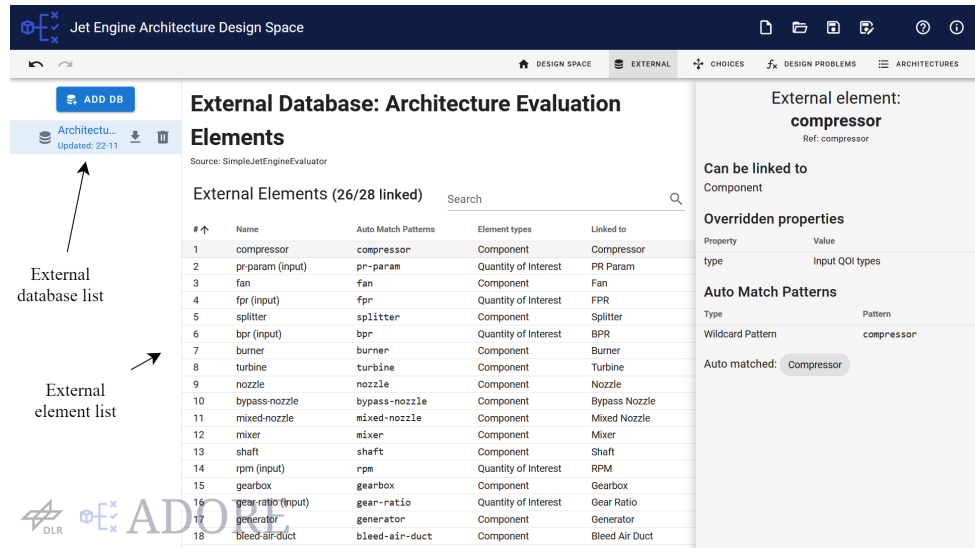 Jet Engine Architecture Design Space
DESIGN SPACE
EXTERNAL
CHOICES
fx DESIGN PROBLEMS
ARCHITECTURES
ADD DB
Architectu...
Updated: 22-11
External
database list
External
element list
External Database: Architecture Evaluation
Elements
Source: SimpleJetEngineEvaluator
External Elements (26/28 linked)
Search
# Name Auto Match Patterns Element types Linked to
1 compressor compressor Component Compressor
2 pr-param (input) pr-param Quantity of Interest PR Param
3 fan fan Component Fan
4 fpr (input) fpr Quantity of Interest FPR
5 splitter splitter Component Splitter
6 bpr (input) bpr Quantity of Interest BPR
7 burner burner Component Burner
8 turbine turbine Component Turbine
9 nozzle nozzle Component Nozzle
10 bypass-nozzle bypass-nozzle Component Bypass Nozzle
11 mixed-nozzle mixed-nozzle Component Mixed Nozzle
12 mixer mixer Component Mixer
13 shaft shaft Component Shaft
14 rpm (input) rpm Quantity of Interest RPM
15 gearbox gearbox Component Gearbox
16 gear-ratio (input) gear-ratio Quantity of Interest Gear Ratio
17 generator generator Component Generator
18 bleed-air-duct bleed-air-duct Component Bleed Air Duct
External element:
compressor
Ref: compressor
Can be linked to
Component
Overridden properties
Property Value
type Input QOI types
Auto Match Patterns
Type Pattern
Wildcard Pattern compressor
Auto matched: Compressor
DLR
ADORE